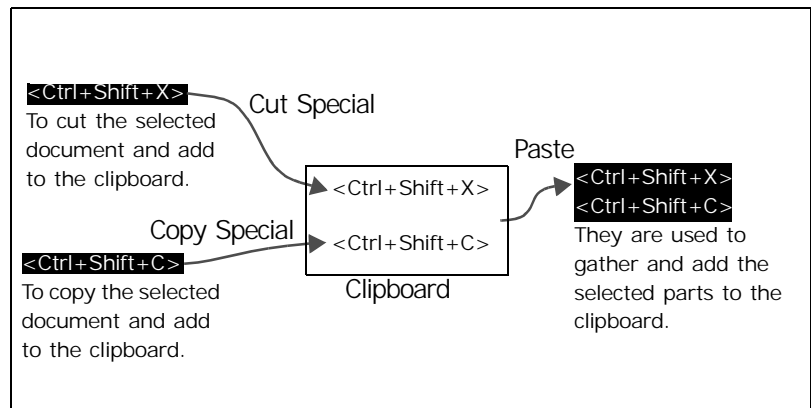 <Ctrl+Shift+X>
To cut the selected
document and add
to the clipboard.
Cut Special
Copy Special
<Ctrl+Shift+C>
To copy the selected
document and add
to the clipboard.
<Ctrl+Shift+X>
<Ctrl+Shift+C>
Clipboard
Paste
<Ctrl+Shift+X>
<Ctrl+Shift+C>
They are used to
gather and add the
selected parts to the
clipboard.